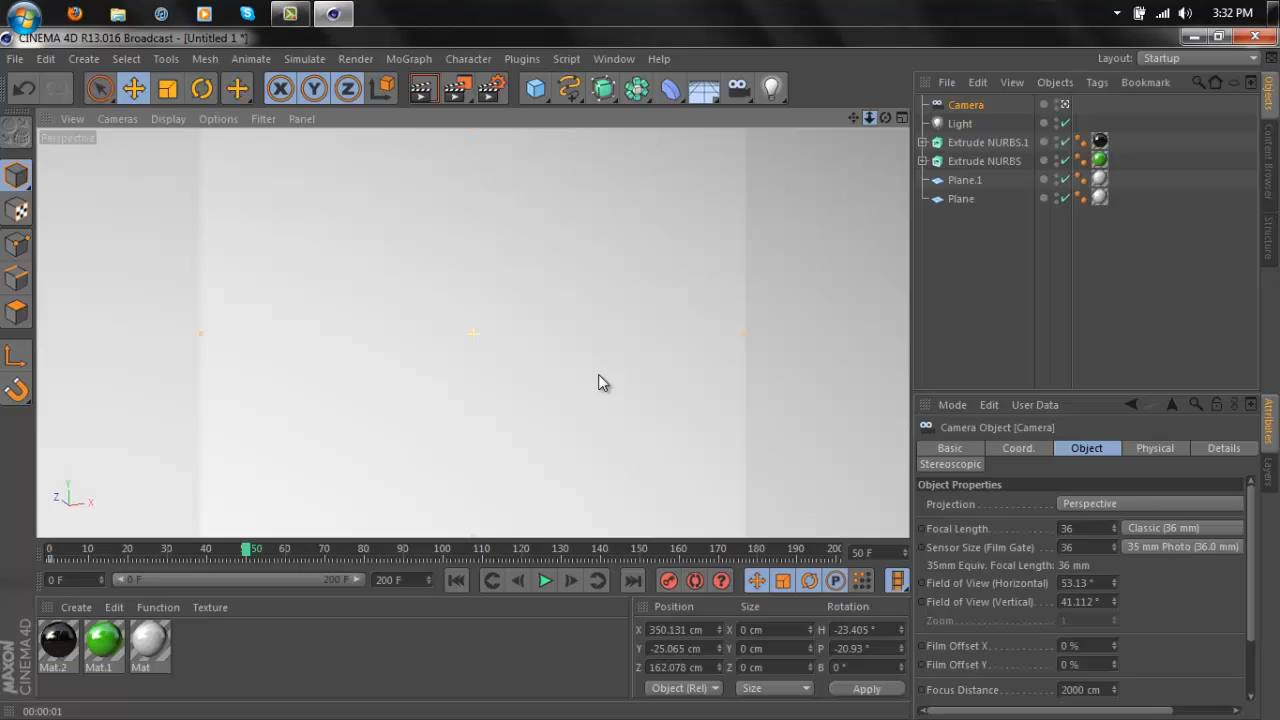 3:32 PM
CINEMA 4D R13.016 Broadcast - [Untitled 1 *]
File Edit Create Select Tools Mesh Animate Simulate Render MoGraph Character Plugins Script Window Help
Layout: Startup
File Edit View Objects Tags Bookmark
View Cameras Display Options Filter Panel
Perspective
Camera
Light
Extrude NURBS.1
Extrude NURBS
Plane.1
Plane
Objects
Content Browser
Structure
Y
Z X
Mode Edit User Data
Attributes
Layers
Camera Object [Camera]
Basic Coord. Object Physical Details
Stereoscopic
Object Properties
Projection Perspective
Focal Length 36 Classic (36 mm)
Sensor Size (Film Gate) 36 35 mm Photo (36.0 mm)
35mm Equiv. Focal Length: 36 mm
Field of View (Horizontal) 53.13 °
Field of View (Vertical) 41.112 °
Zoom 1
Film Offset X 0 %
Film Offset Y 0 %
Focus Distance 2000 cm
0 10 20 30 40 50 60 70 80 90 100 110 120 130 140 150 160 170 180 190 200 50 F
0 F 0 F 200 F 200 F
Create Edit Function Texture
Mat.2 Mat.1 Mat
Position Size Rotation
X 350.131 cm X 0 cm H -23.405 °
Y -25.065 cm Y 0 cm P -20.93 °
Z 162.078 cm Z 0 cm B 0 °
Object (Rel) Size Apply
MAXON
CINEMA 4D
00:00:01